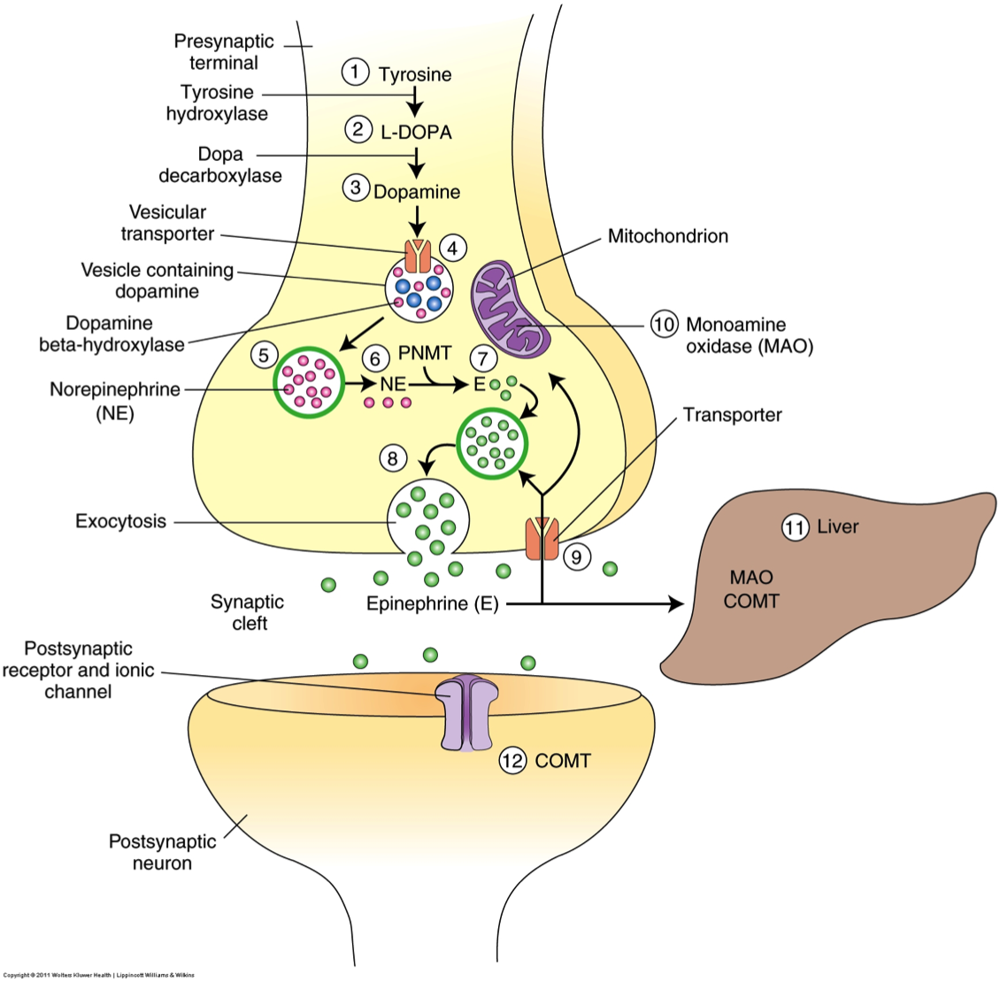 Presynaptic
terminal
1 Tyrosine
Tyrosine
hydroxylase
2 L-DOPA
Dopa
decarboxylase
3 Dopamine
Vesicular
transporter
4
Mitochondrion
Vesicle containing
dopamine
Dopamine
beta-hydroxylase
10 Monoamine
oxidase (MAO)
5
6
PNMT
7
Norepinephrine
(NE)
NE
E
Transporter
8
Exocytosis
9
11 Liver
MAO
COMT
Synaptic
cleft
Epinephrine (E)
Postsynaptic
receptor and ionic
channel
12 COMT
Postsynaptic
neuron
Copyright © 2011 Wolters Kluwer Health | Lippincott Williams & Wilkins